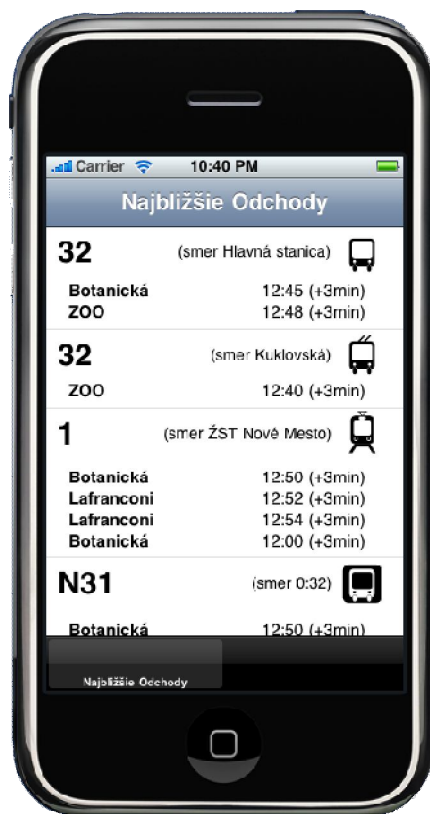 Carrier 10:40 PM
Najbližšie Odchody
32 (smer Hlavná stanica)
Botanická 12:45 (+3min)
ZOO 12:48 (+3min)
32 (smer Kuklovská)
ZOO 12:40 (+3min)
1 (smer ŽST Nové Mesto)
Botanická 12:50 (+3min)
Lafranconi 12:52 (+3min)
Lafranconi 12:54 (+3min)
Botanická 12:00 (+3min)
N31 (smer 0:32)
Botanická 12:50 (+3min)
Najbližšie Odchody